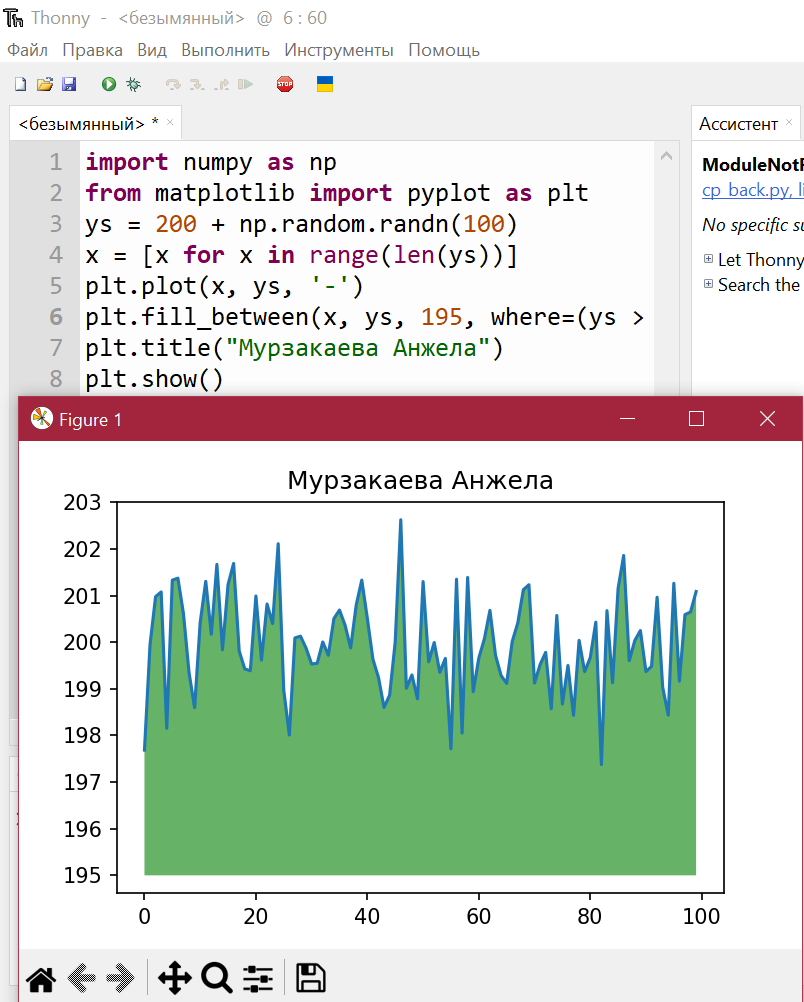 Thonny - <безымянный> @ 6 : 60
Файл Правка Вид Выполнить Инструменты Помощь
STOP
<безымянный> * ×
1 import numpy as np
2 from matplotlib import pyplot as plt
3 ys = 200 + np.random.randn(100)
4 x = [x for x in range(len(ys))]
5 plt.plot(x, ys, '-')
6 plt.fill_between(x, ys, 195, where=(ys >
7 plt.title("Мурзакаева Анжела")
8 plt.show()
Ассистент ×
ModuleNotF
cp_back.py, li
No specific su
Let Thonny
Search the
Figure 1
Мурзакаева Анжела
203
202
201
200
199
198
197
196
195
0 20 40 60 80 100